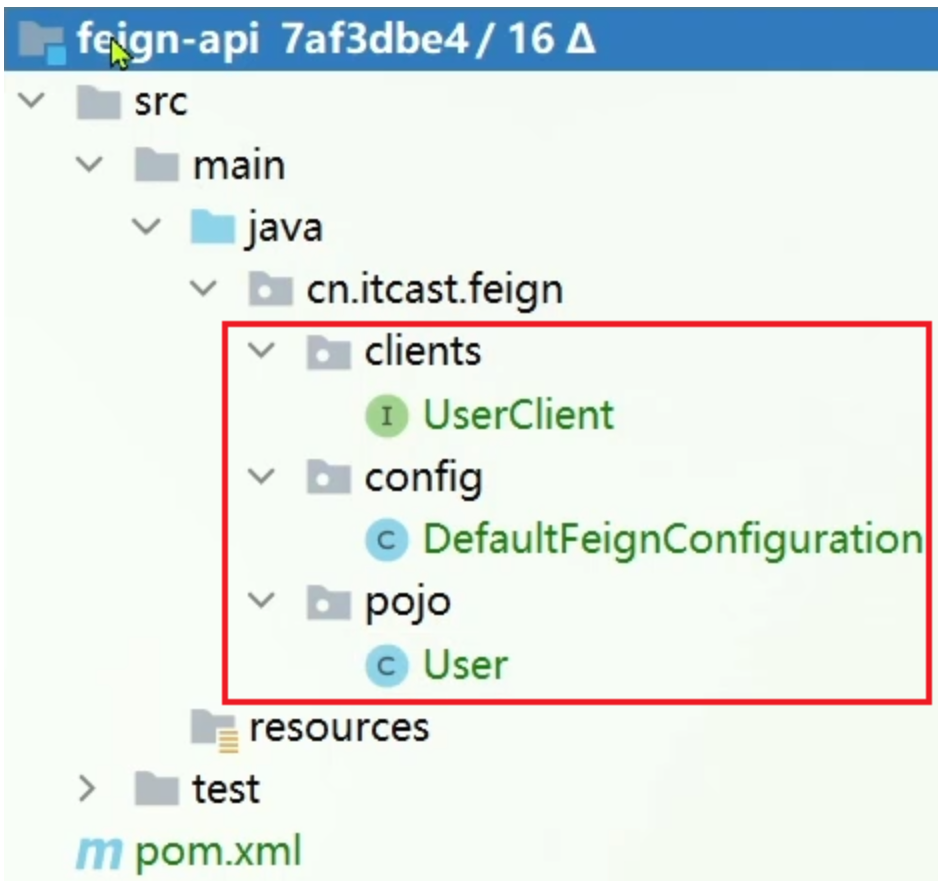 feign-api 7af3dbe4 / 16 Δ
src
main
java
cn.itcast.feign
clients
I UserClient
config
C DefaultFeignConfiguration
pojo
C User
resources
test
m pom.xml